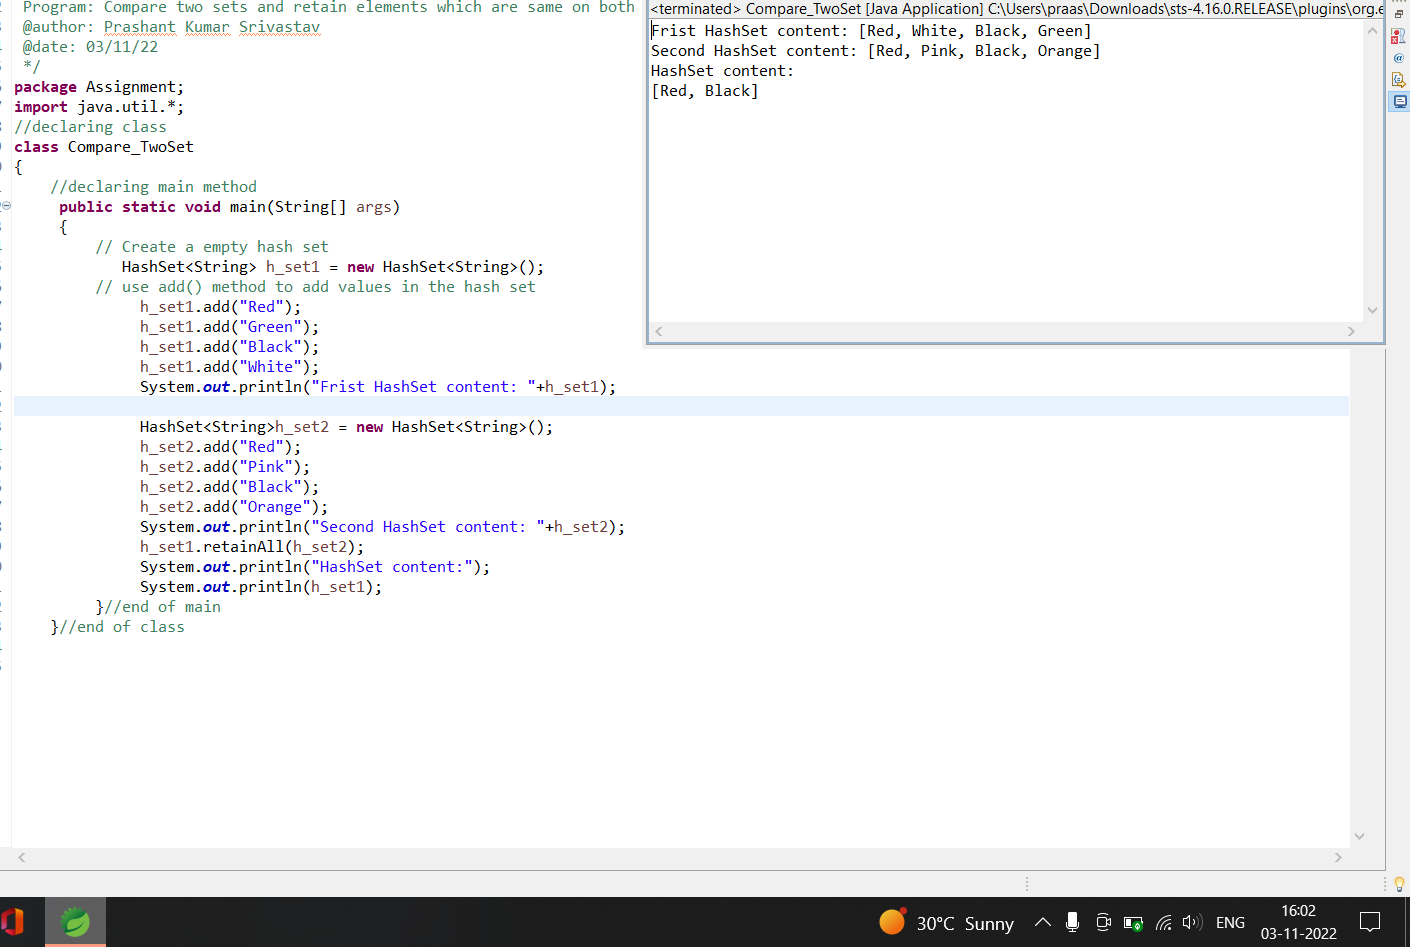 Program: Compare two sets and retain elements which are same on both
@author: Prashant Kumar Srivastav
@date: 03/11/22
*/
package Assignment;
import java.util.*;
//declaring class
class Compare_TwoSet
{
//declaring main method
public static void main(String[] args)
{
// Create a empty hash set
HashSet<String> h_set1 = new HashSet<String>();
// use add() method to add values in the hash set
h_set1.add("Red");
h_set1.add("Green");
h_set1.add("Black");
h_set1.add("White");
System.out.println("Frist HashSet content: "+h_set1);
HashSet<String>h_set2 = new HashSet<String>();
h_set2.add("Red");
h_set2.add("Pink");
h_set2.add("Black");
h_set2.add("Orange");
System.out.println("Second HashSet content: "+h_set2);
h_set1.retainAll(h_set2);
System.out.println("HashSet content:");
System.out.println(h_set1);
}//end of main
}//end of class
<terminated> Compare_TwoSet [Java Application] C:\Users\praas\Downloads\sts-4.16.0.RELEASE\plugins\org.e
Frist HashSet content: [Red, White, Black, Green]
Second HashSet content: [Red, Pink, Black, Orange]
HashSet content:
[Red, Black]
30°C Sunny
ENG
16:02
03-11-2022